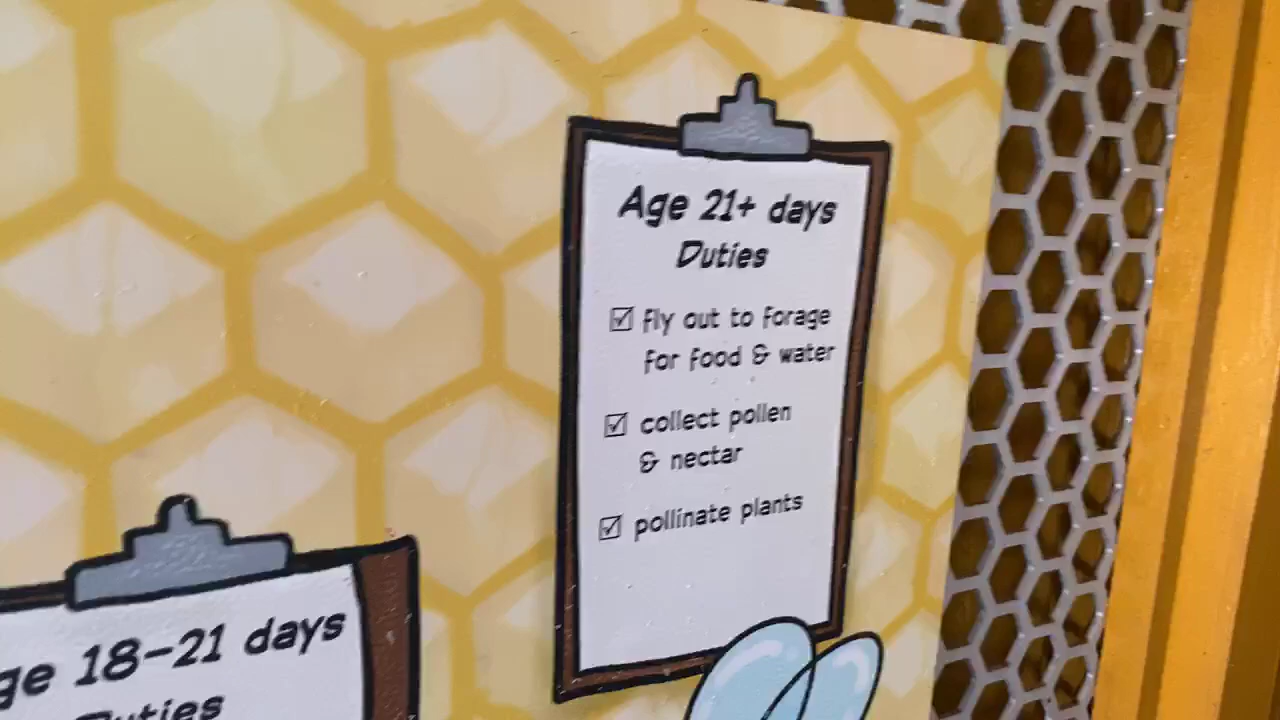 Age 21+ days
Duties
☑ fly out to forage
for food & water
☑ collect pollen
& nectar
☑ pollinate plants
ge 18-21 days
Duties